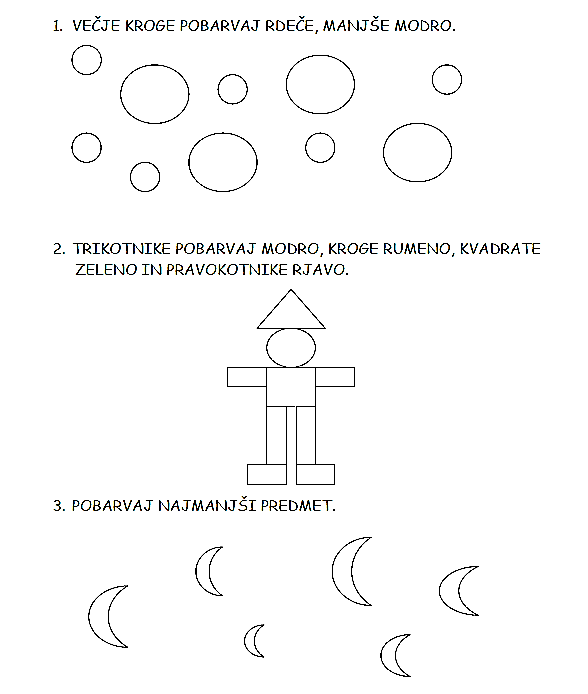 1. VEČJE KROGE POBARVAJ RDEČE, MANJŠE MODRO.
2. TRIKOTNIKE POBARVAJ MODRO, KROGE RUMENO, KVADRATE
ZELENO IN PRAVOKOTNIKE RJAVO.
3. POBARVAJ NAJMANJŠI PREDMET.